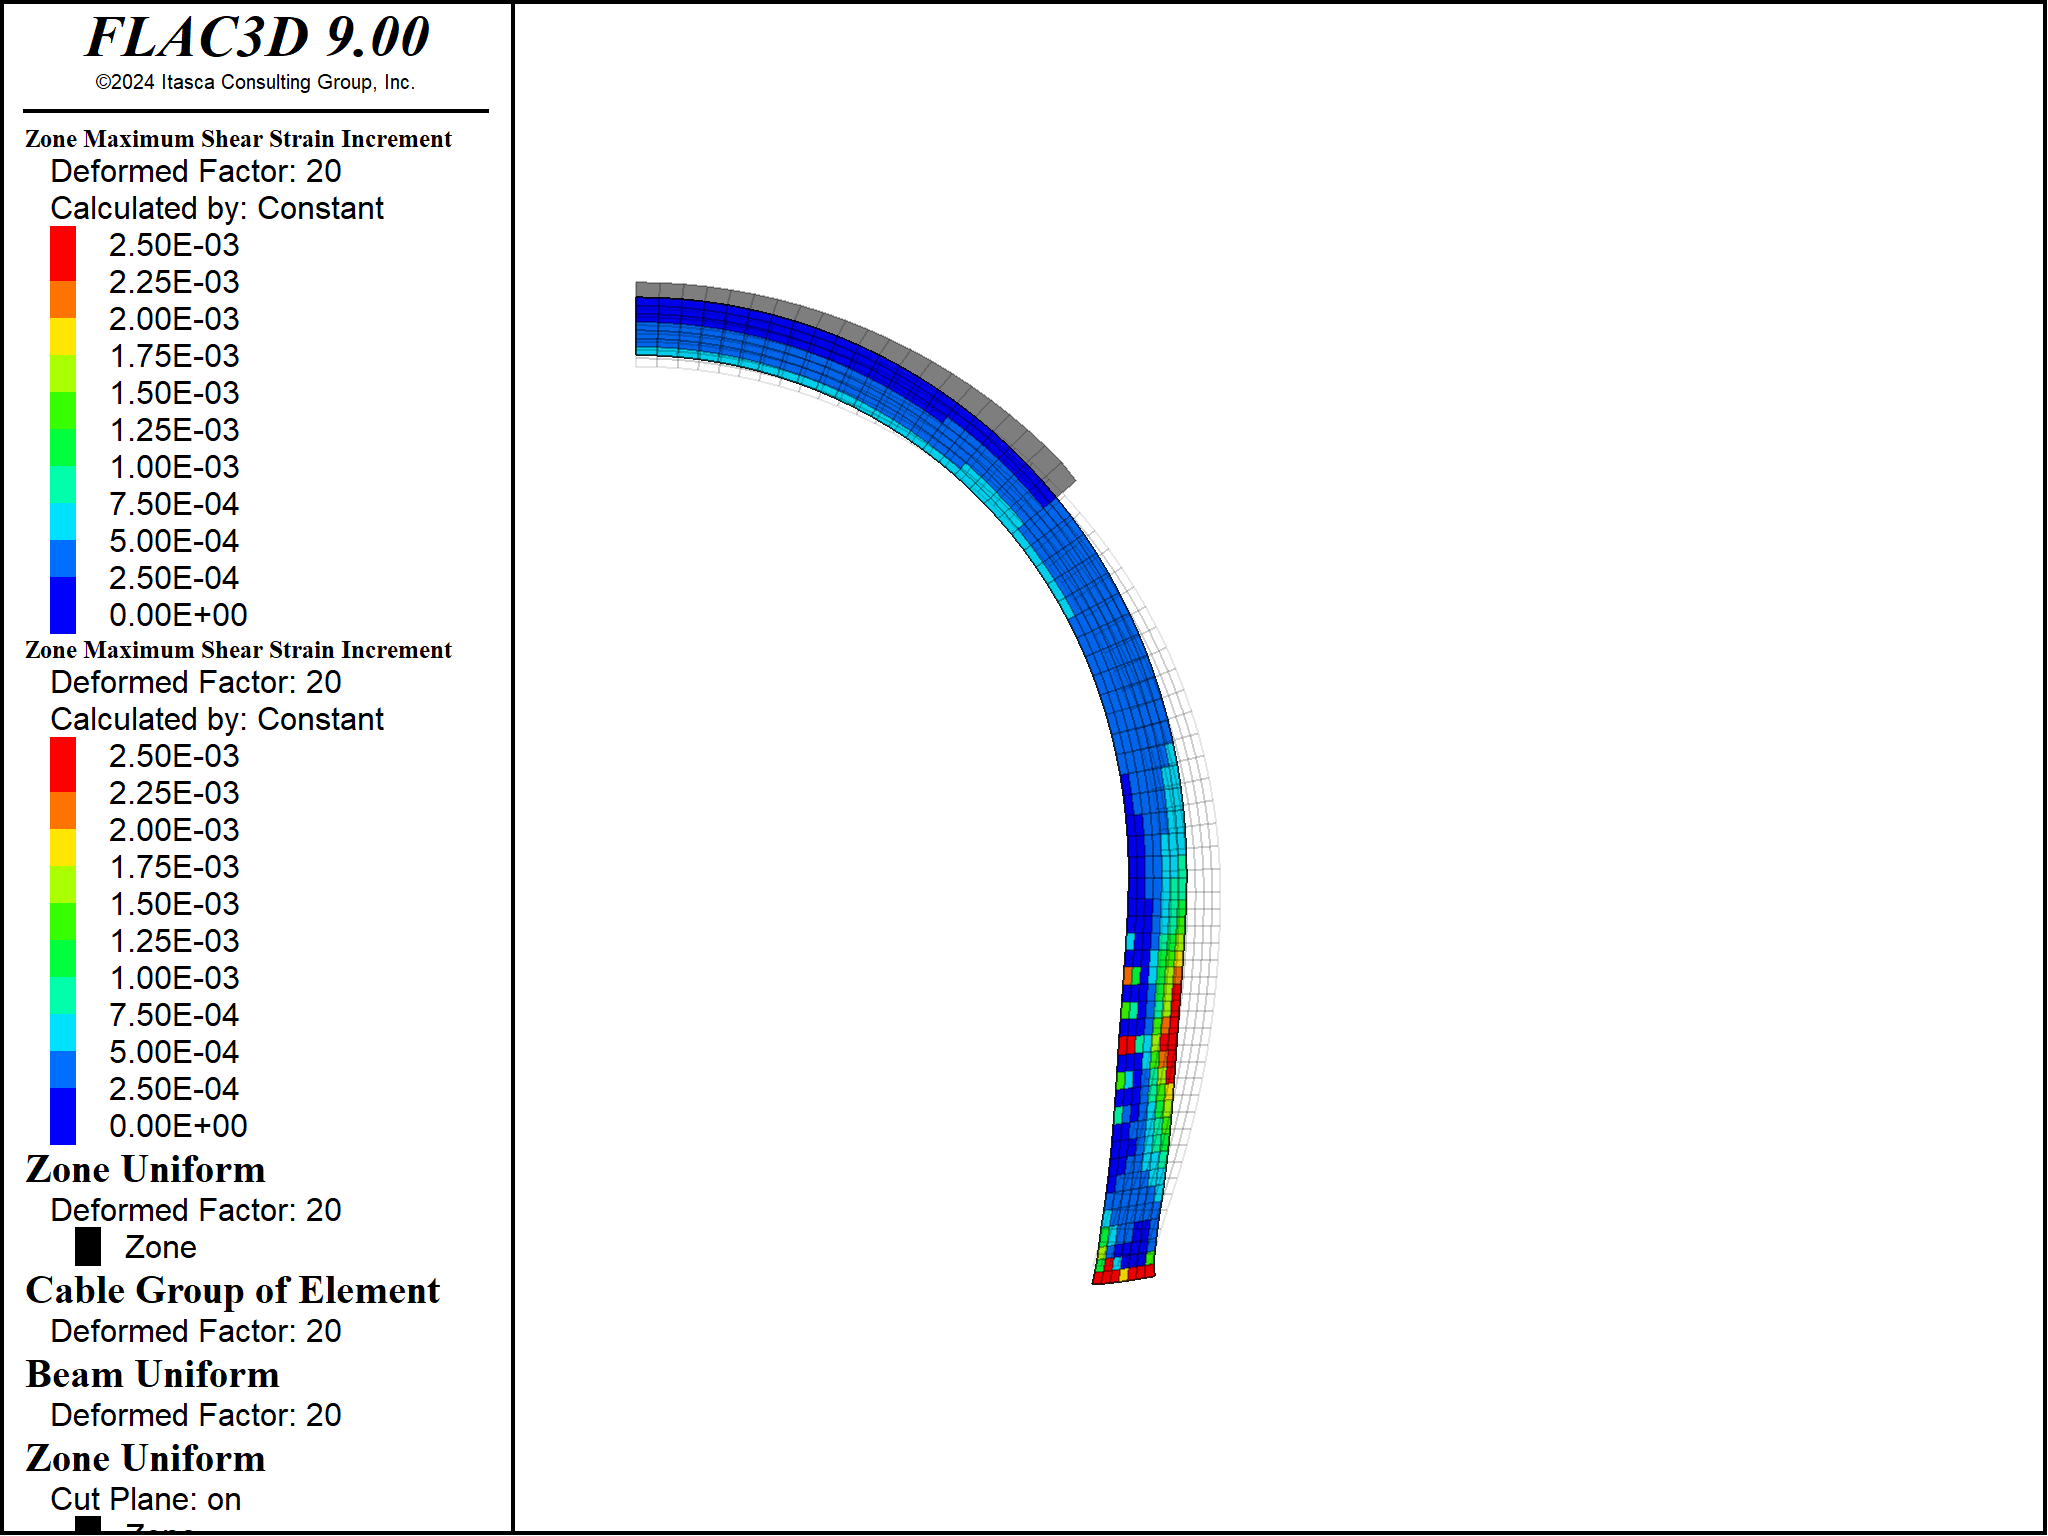 FLAC3D 9.00
©2024 Itasca Consulting Group, Inc.
Zone Maximum Shear Strain Increment
Deformed Factor: 20
Calculated by: Constant
2.50E-03
2.25E-03
2.00E-03
1.75E-03
1.50E-03
1.25E-03
1.00E-03
7.50E-04
5.00E-04
2.50E-04
0.00E+00
Zone Maximum Shear Strain Increment
Deformed Factor: 20
Calculated by: Constant
2.50E-03
2.25E-03
2.00E-03
1.75E-03
1.50E-03
1.25E-03
1.00E-03
7.50E-04
5.00E-04
2.50E-04
0.00E+00
Zone Uniform
Deformed Factor: 20
Zone
Cable Group of Element
Deformed Factor: 20
Beam Uniform
Deformed Factor: 20
Zone Uniform
Cut Plane: on